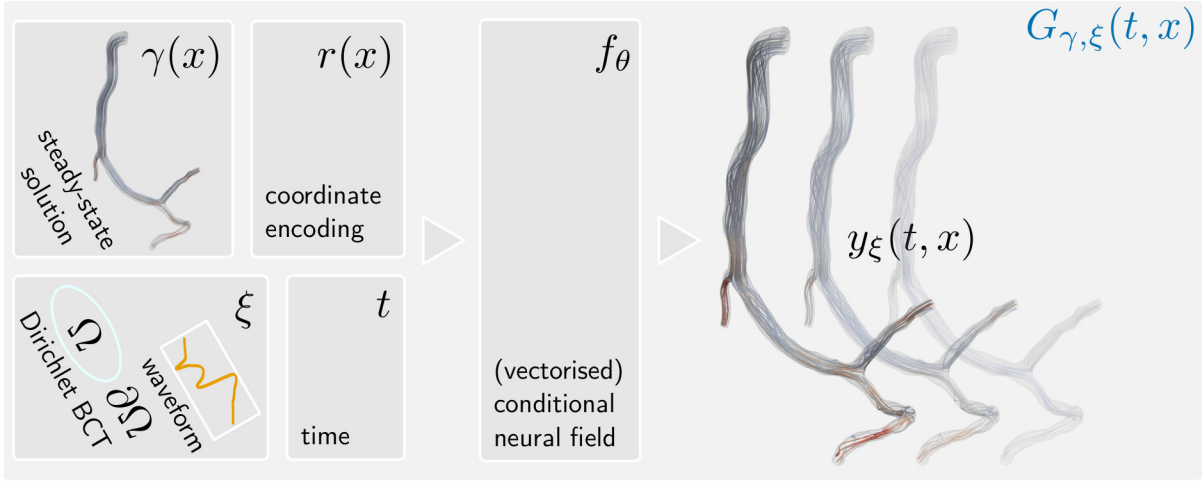 γ(x)
steady-state
solution
r(x)
coordinate
encoding
ξ
Ω
∂Ω
Dirichlet BCT
waveform
t
time
f_θ
(vectorised)
conditional
neural field
y_ξ(t, x)
G_{γ,ξ}(t, x)